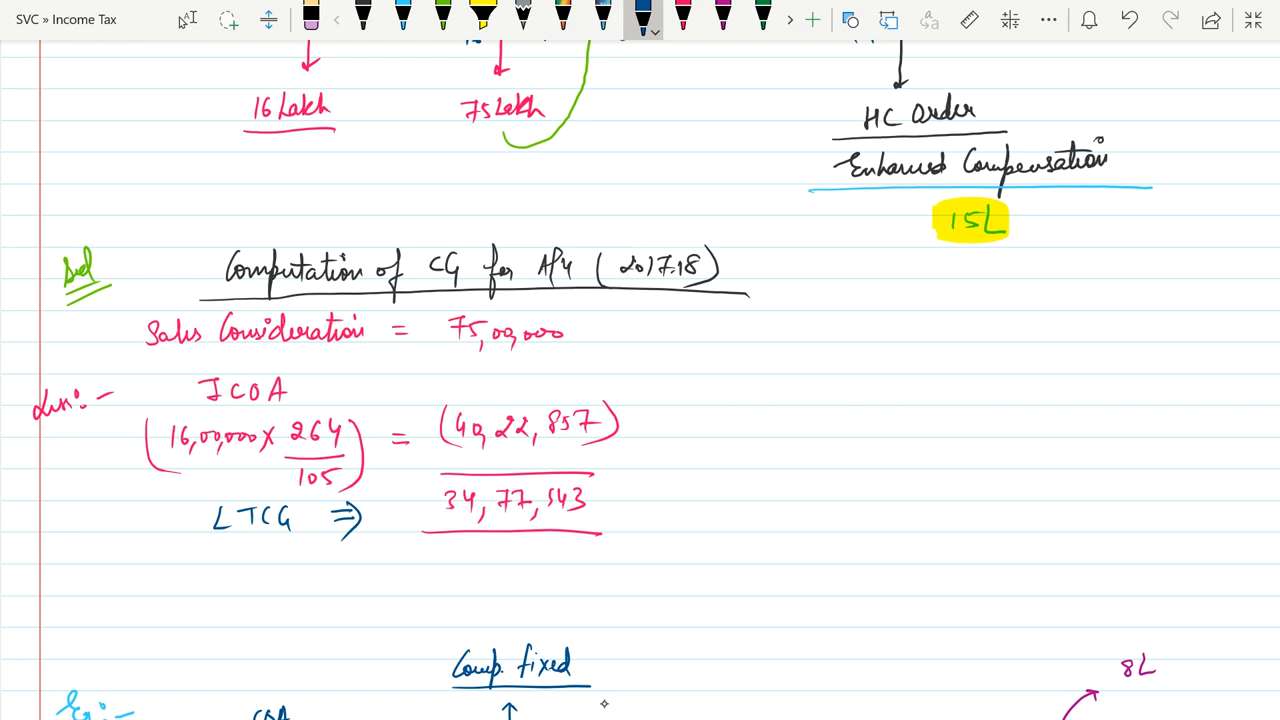 SVC » Income Tax
16 Lakh
75 Lakh
HC Order
Enhanced Compensation
15L
Sol
Computation of CG for A/Y (2017.18)
Sales Consideration = 75,00,000
Less:-
ICOA
(16,00,000 x 264/105) = (40,22,857)
34,77,143
LTCG ⇒
Comp. fixed
8L
Ex:-
COA